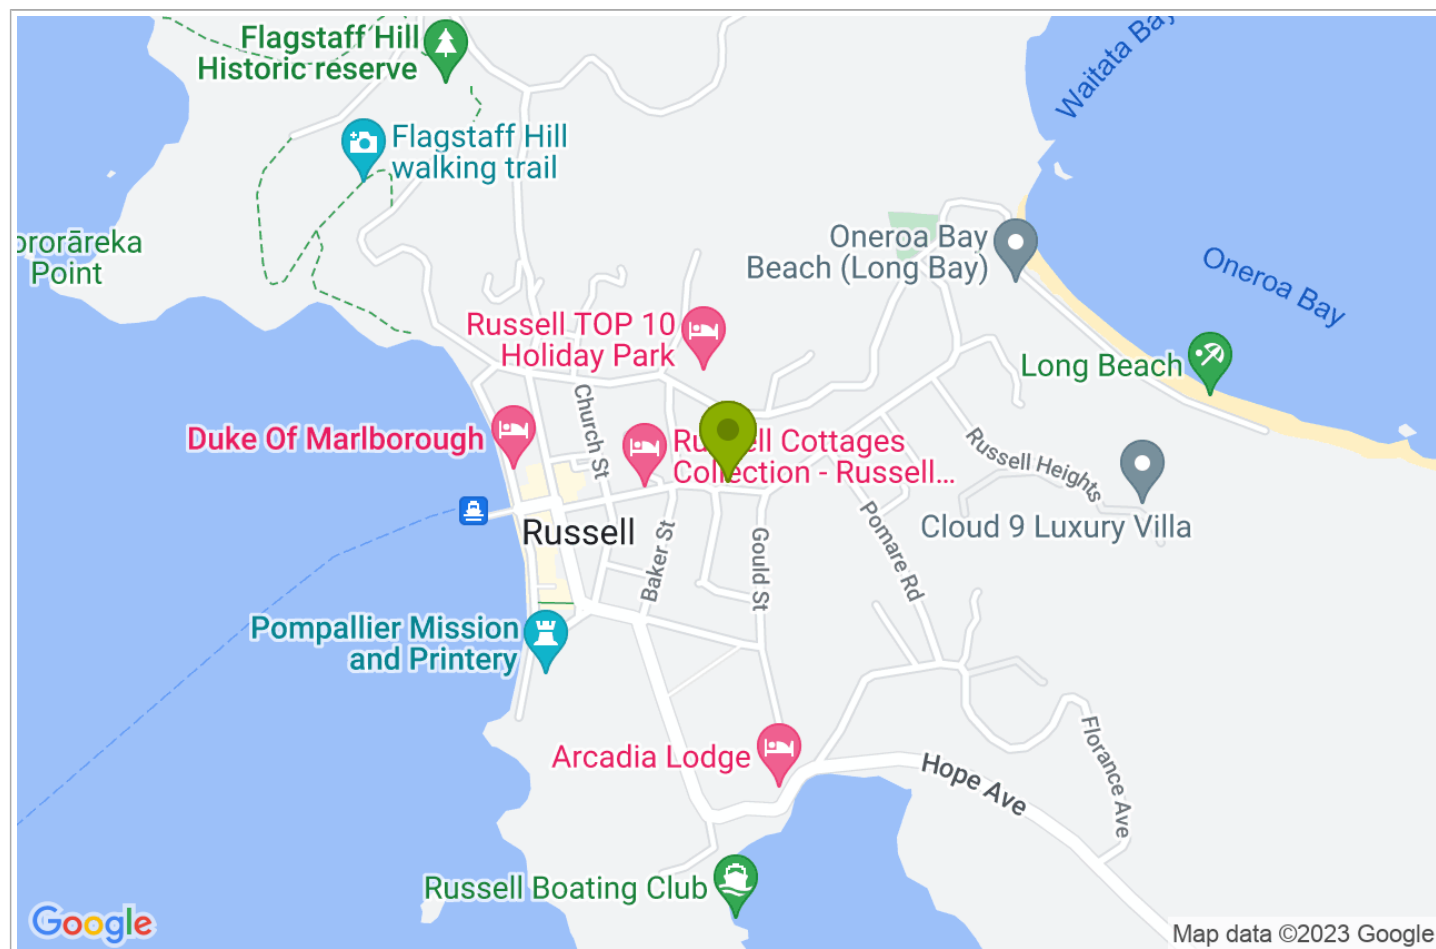 Flagstaff Hill
Historic reserve
Flagstaff Hill
walking trail
Waitata Bay
ororāreka
Point
Oneroa Bay
Beach (Long Bay)
Oneroa Bay
Russell TOP 10
Holiday Park
Long Beach
Church St
Duke Of Marlborough
Russell Cottages
Collection - Russell...
Russell Heights
Cloud 9 Luxury Villa
Russell
Baker St
Gould St
Pomare Rd
Pompallier Mission
and Printery
Arcadia Lodge
Hope Ave
Florance Ave
Russell Boating Club
Google
Map data ©2023 Google